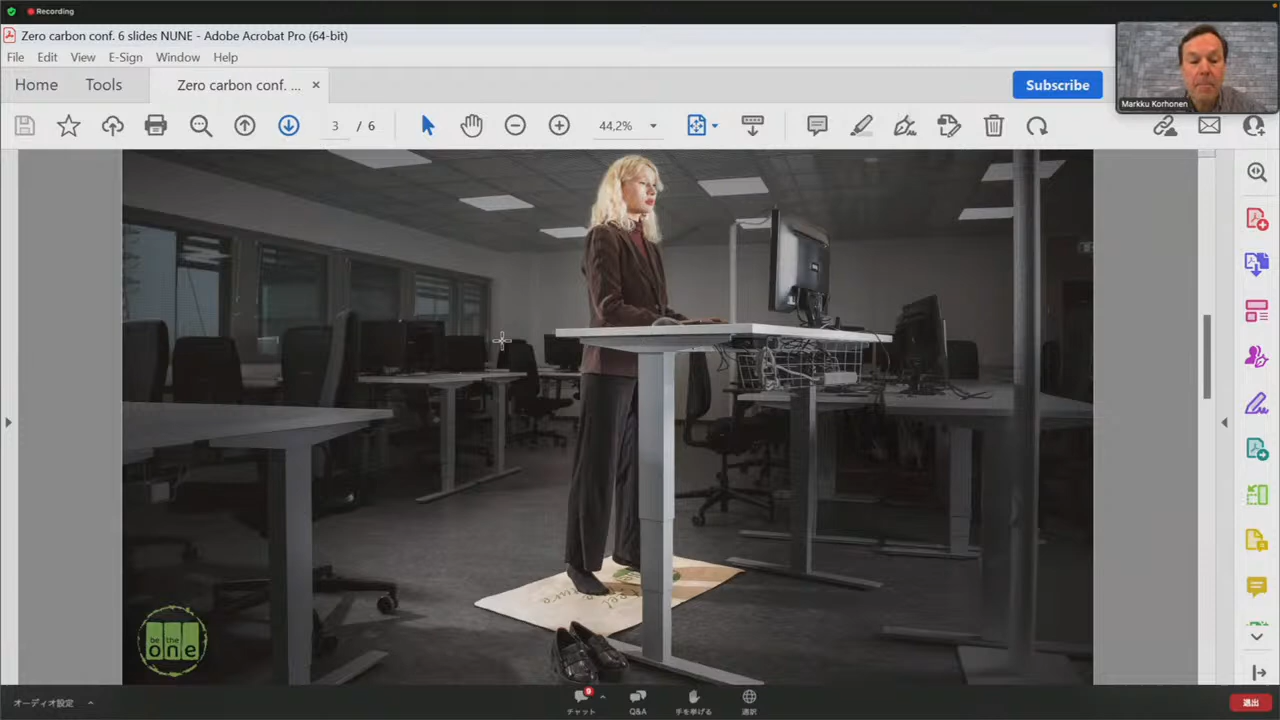 Recording
Zero carbon conf. 6 slides NUNE - Adobe Acrobat Pro (64-bit)
File Edit View E-Sign Window Help
Home Tools Zero carbon conf. ... × Subscribe
Markku Korhonen
3 / 6 44,2%
be the
one
オーディオ設定
9
チャット Q&A 手を挙げる 通訳 退出